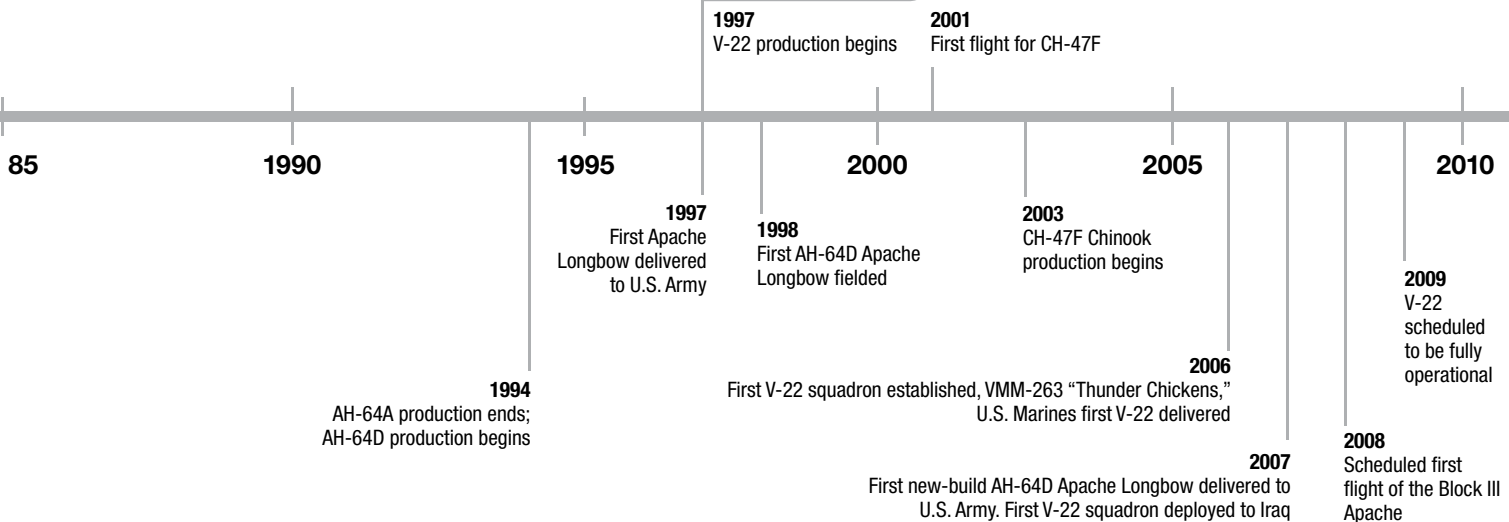 1997
V-22 production begins
2001
First flight for CH-47F
85
1990
1995
2000
2005
2010
1997
First Apache
Longbow delivered
to U.S. Army
1998
First AH-64D Apache
Longbow fielded
2003
CH-47F Chinook
production begins
2009
V-22
scheduled
to be fully
operational
2006
First V-22 squadron established, VMM-263 “Thunder Chickens,”
U.S. Marines first V-22 delivered
1994
AH-64A production ends;
AH-64D production begins
2007
First new-build AH-64D Apache Longbow delivered to
U.S. Army. First V-22 squadron deployed to Iraq
2008
Scheduled first
flight of the Block III
Apache